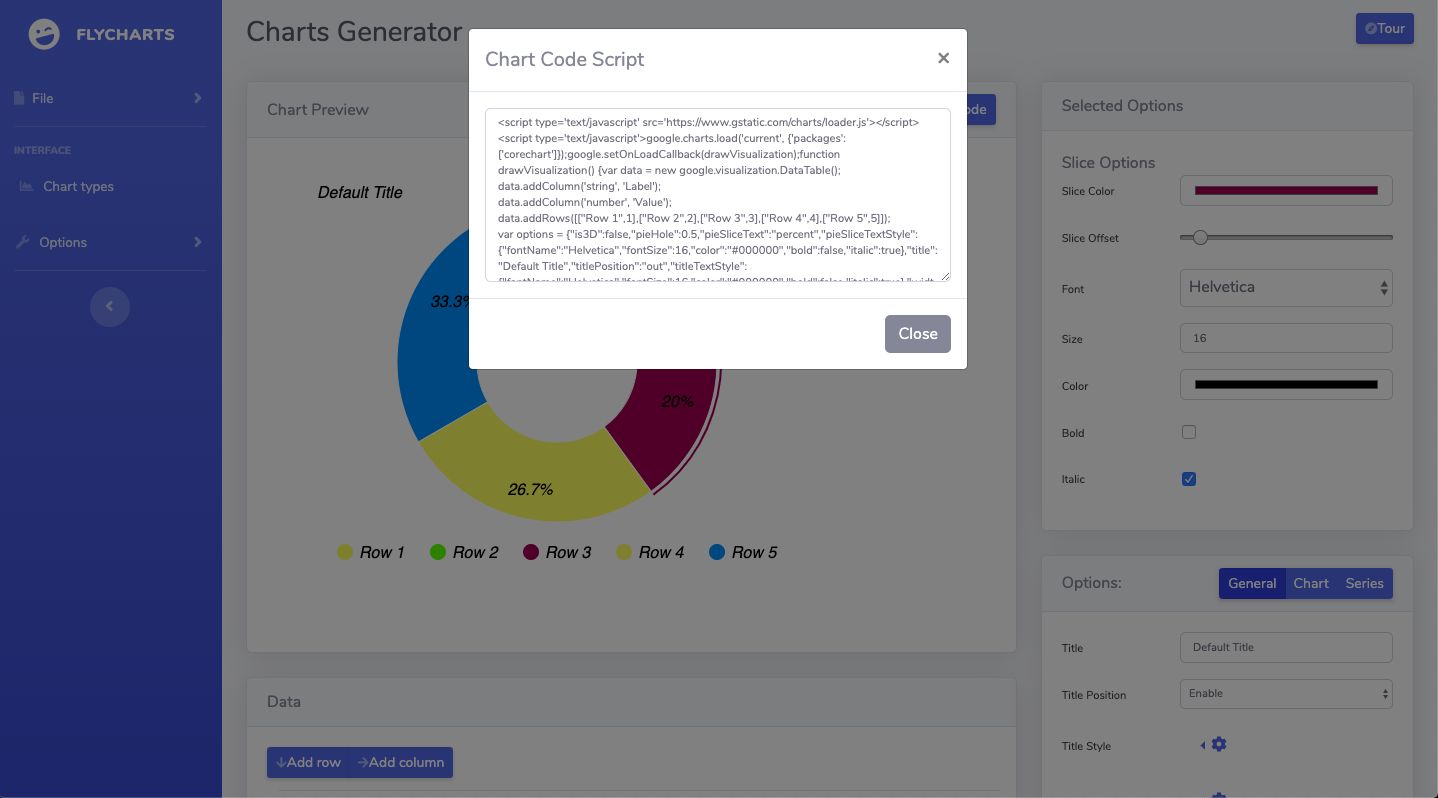 FLYCHARTS
File
INTERFACE
Chart types
Options
Charts Generator
Tour
Chart Preview
Default Title
33.3%
20%
26.7%
Row 1
Row 2
Row 3
Row 4
Row 5
Data
Add row
Add column
Chart Code Script
×
<script type='text/javascript' src='https://www.gstatic.com/charts/loader.js'></script>
<script type='text/javascript'>google.charts.load('current', {'packages':
['corechart']});google.setOnLoadCallback(drawVisualization);function
drawVisualization() {var data = new google.visualization.DataTable();
data.addColumn('string', 'Label');
data.addColumn('number', 'Value');
data.addRows([["Row 1",1],["Row 2",2],["Row 3",3],["Row 4",4],["Row 5",5]]);
var options = {"is3D":false,"pieHole":0.5,"pieSliceText":"percent","pieSliceTextStyle":
{"fontName":"Helvetica","fontSize":16,"color":"#000000","bold":false,"italic":true},"title":
"Default Title","titlePosition":"out","titleTextStyle":
Close
Selected Options
Slice Options
Slice Color
Slice Offset
Font
Helvetica
Size
16
Color
Bold
Italic
Options:
General
Chart
Series
Title
Default Title
Title Position
Enable
Title Style